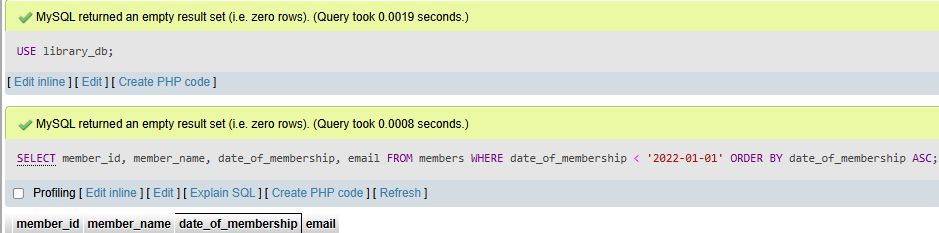 MySQL returned an empty result set (i.e. zero rows). (Query took 0.0019 seconds.)
USE library_db;
[ Edit inline ] [ Edit ] [ Create PHP code ]
MySQL returned an empty result set (i.e. zero rows). (Query took 0.0008 seconds.)
SELECT member_id, member_name, date_of_membership, email FROM members WHERE date_of_membership < '2022-01-01' ORDER BY date_of_membership ASC;
Profiling [ Edit inline ] [ Edit ] [ Explain SQL ] [ Create PHP code ] [ Refresh ]
member_id member_name date_of_membership email